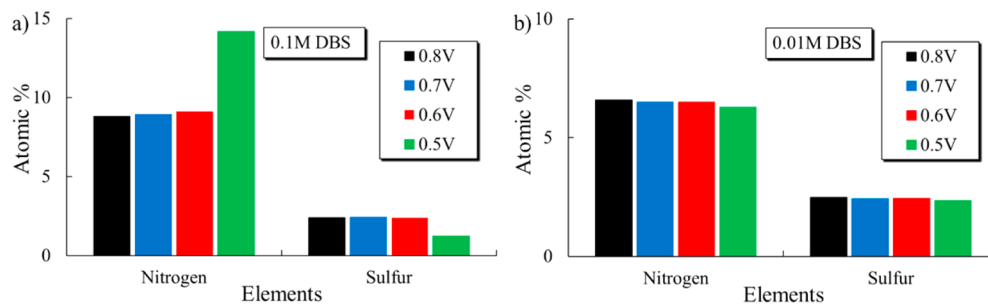 a)
15
10
5
0
Atomic %
0.1M DBS
0.8V
0.7V
0.6V
0.5V
Nitrogen
Sulfur
Elements
b)
10
5
0
Atomic %
0.01M DBS
0.8V
0.7V
0.6V
0.5V
Nitrogen
Sulfur
Elements